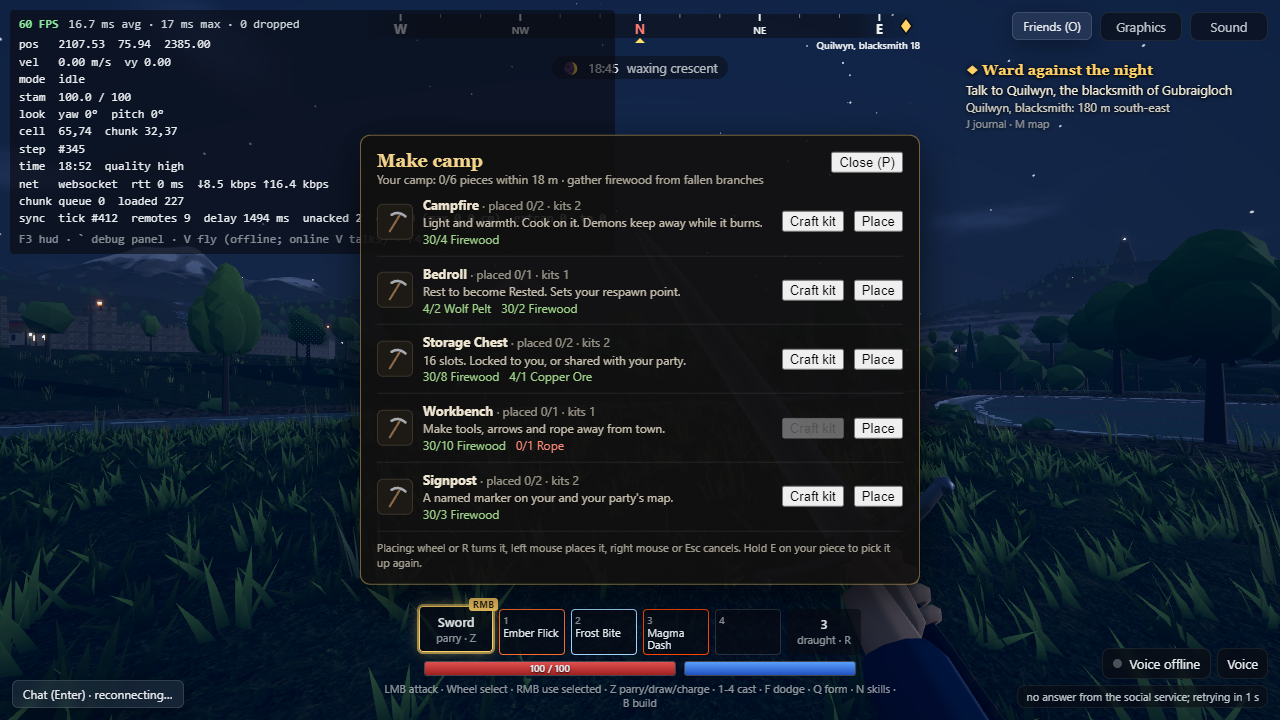 60 FPS 16.7 ms avg · 17 ms max · 0 dropped
pos 2107.53 75.94 2385.00
vel 0.00 m/s vy 0.00
mode idle
stam 100.0 / 100
look yaw 0° pitch 0°
cell 65,74 chunk 32,37
step #345
time 18:52 quality high
net websocket rtt 0 ms ↓8.5 kbps ↑16.4 kbps
chunk queue 0 loaded 227
sync tick #412 remotes 9 delay 1494 ms unacked 2
F3 hud · ` debug panel · V fly (offline; online V talks)
W NW N NE E
Quilwyn, blacksmith 18
18:45 waxing crescent
Friends (O) Graphics Sound
◆ Ward against the night
Talk to Quilwyn, the blacksmith of Gubraigloch
Quilwyn, blacksmith: 180 m south-east
J journal · M map
Make camp
Close (P)
Your camp: 0/6 pieces within 18 m · gather firewood from fallen branches
Campfire · placed 0/2 · kits 2
Light and warmth. Cook on it. Demons keep away while it burns.
30/4 Firewood
Craft kit Place
Bedroll · placed 0/1 · kits 1
Rest to become Rested. Sets your respawn point.
4/2 Wolf Pelt 30/2 Firewood
Craft kit Place
Storage Chest · placed 0/2 · kits 2
16 slots. Locked to you, or shared with your party.
30/8 Firewood 4/1 Copper Ore
Craft kit Place
Workbench · placed 0/1 · kits 1
Make tools, arrows and rope away from town.
30/10 Firewood 0/1 Rope
Craft kit Place
Signpost · placed 0/2 · kits 2
A named marker on your and your party's map.
30/3 Firewood
Craft kit Place
Placing: wheel or R turns it, left mouse places it, right mouse or Esc cancels. Hold E on your piece to pick it
up again.
RMB
Sword
parry · Z
1
Ember Flick
2
Frost Bite
3
Magma
Dash
4
3
draught · R
100 / 100
LMB attack · Wheel select · RMB use selected · Z parry/draw/charge · 1-4 cast · F dodge · Q form · N skills ·
B build
Chat (Enter) · reconnecting...
Voice offline Voice
no answer from the social service; retrying in 1 s